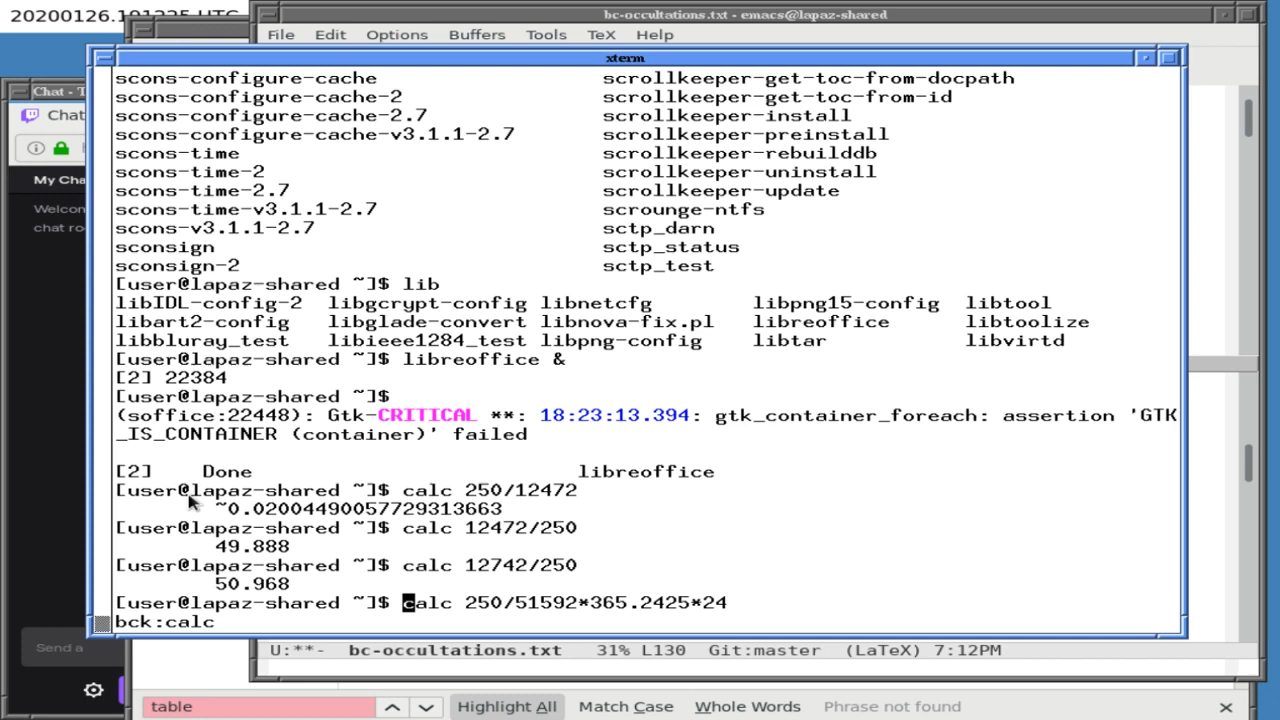 20200126.191225 UTC
bc-occultations.txt - emacs@lapaz-shared
File Edit Options Buffers Tools TeX Help
xterm
Chat - T
Chat
My Cha
Welcon
chat ro
Send a
scons-configure-cache scrollkeeper-get-toc-from-docpath
scons-configure-cache-2 scrollkeeper-get-toc-from-id
scons-configure-cache-2.7 scrollkeeper-install
scons-configure-cache-v3.1.1-2.7 scrollkeeper-preinstall
scons-time scrollkeeper-rebuilddb
scons-time-2 scrollkeeper-uninstall
scons-time-2.7 scrollkeeper-update
scons-time-v3.1.1-2.7 scrounge-ntfs
scons-v3.1.1-2.7 sctp_darn
sconsign sctp_status
sconsign-2 sctp_test
[user@lapaz-shared ~]$ lib
libIDL-config-2 libgcrypt-config libnetcfg libpng15-config libtool
libart2-config libglade-convert libnova-fix.pl libreoffice libtoolize
libbluray_test libieee1284_test libpng-config libtar libvirtd
[user@lapaz-shared ~]$ libreoffice &
[2] 22384
[user@lapaz-shared ~]$
(soffice:22448): Gtk-CRITICAL **: 18:23:13.394: gtk_container_foreach: assertion 'GTK
_IS_CONTAINER (container)' failed
[2] Done libreoffice
[user@lapaz-shared ~]$ calc 250/12472
~0.02004490057729313663
[user@lapaz-shared ~]$ calc 12472/250
49.888
[user@lapaz-shared ~]$ calc 12742/250
50.968
[user@lapaz-shared ~]$ calc 250/51592*365.2425*24
bck:calc
U:**- bc-occultations.txt 31% L130 Git:master (LaTeX) 7:12PM
table Highlight All Match Case Whole Words Phrase not found